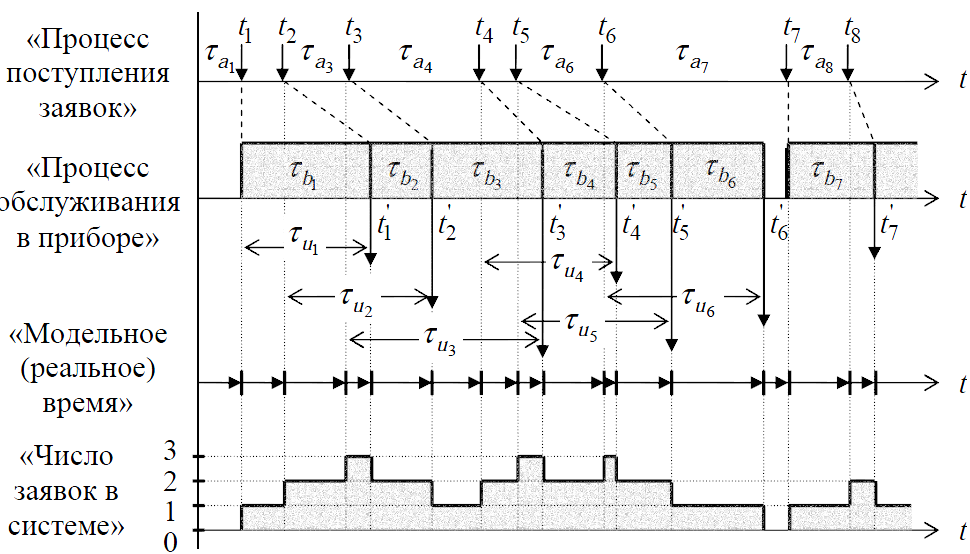 t1 t2 t3 t4 t5 t6 t7 t8
«Процесс
поступления
заявок»
τa1 τa3 τa4 τa6 τa7 τa8
t
«Процесс
обслуживания
в приборе»
τb1 τb2 τb3 τb4 τb5 τb6 τb7
t
t'1 t'2 t'3 t'4 t'5 t'6 t'7
τu1
τu4
τu2
τu6
τu5
τu3
«Модельное
(реальное)
время»
t
«Число
заявок в
системе»
3
2
1
0
t